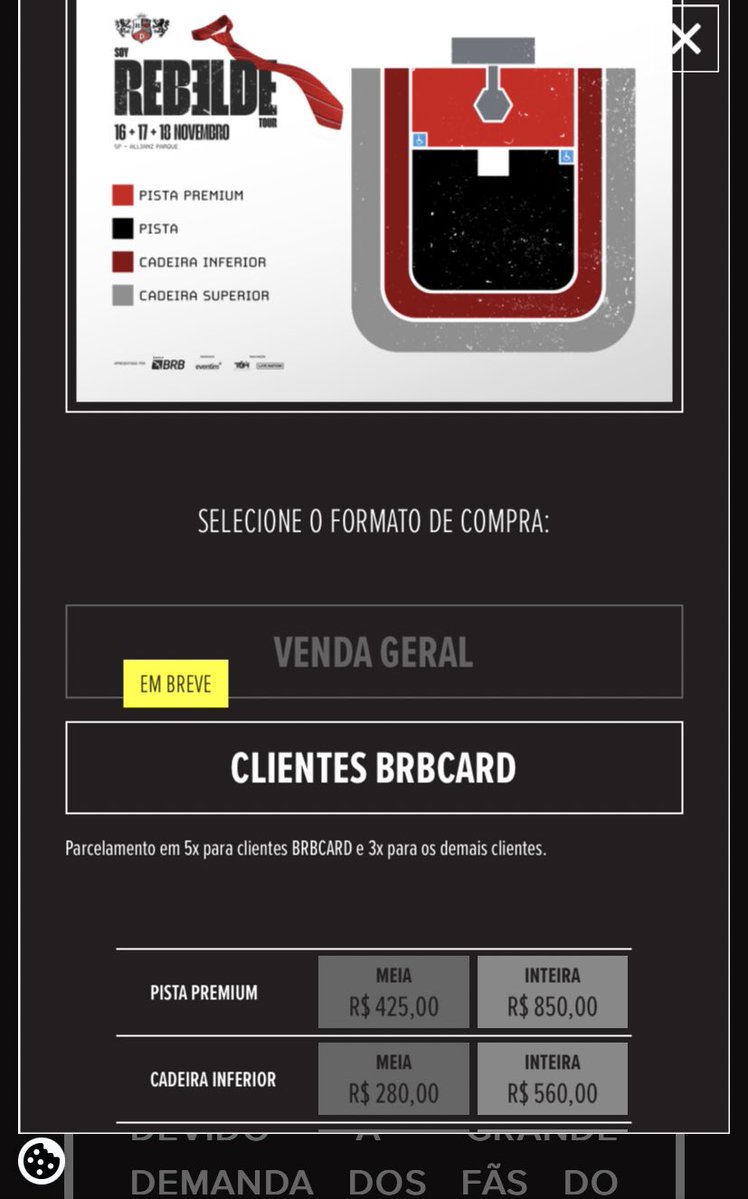 SOY
REBELDE
TOUR
16 + 17 + 18 NOVEMBRO
SP - ALLIANZ PARQUE
PISTA PREMIUM
PISTA
CADEIRA INFERIOR
CADEIRA SUPERIOR
APRESENTADO POR
BRB
eventim
LIVE NATION
SELECIONE O FORMATO DE COMPRA:
VENDA GERAL
EM BREVE
CLIENTES BRBCARD
Parcelamento em 5x para clientes BRBCARD e 3x para os demais clientes.
PISTA PREMIUM MEIA R$ 425,00 INTEIRA R$ 850,00
CADEIRA INFERIOR MEIA R$ 280,00 INTEIRA R$ 560,00
DEVIDO A GRANDE
DEMANDA DOS FÃS DO